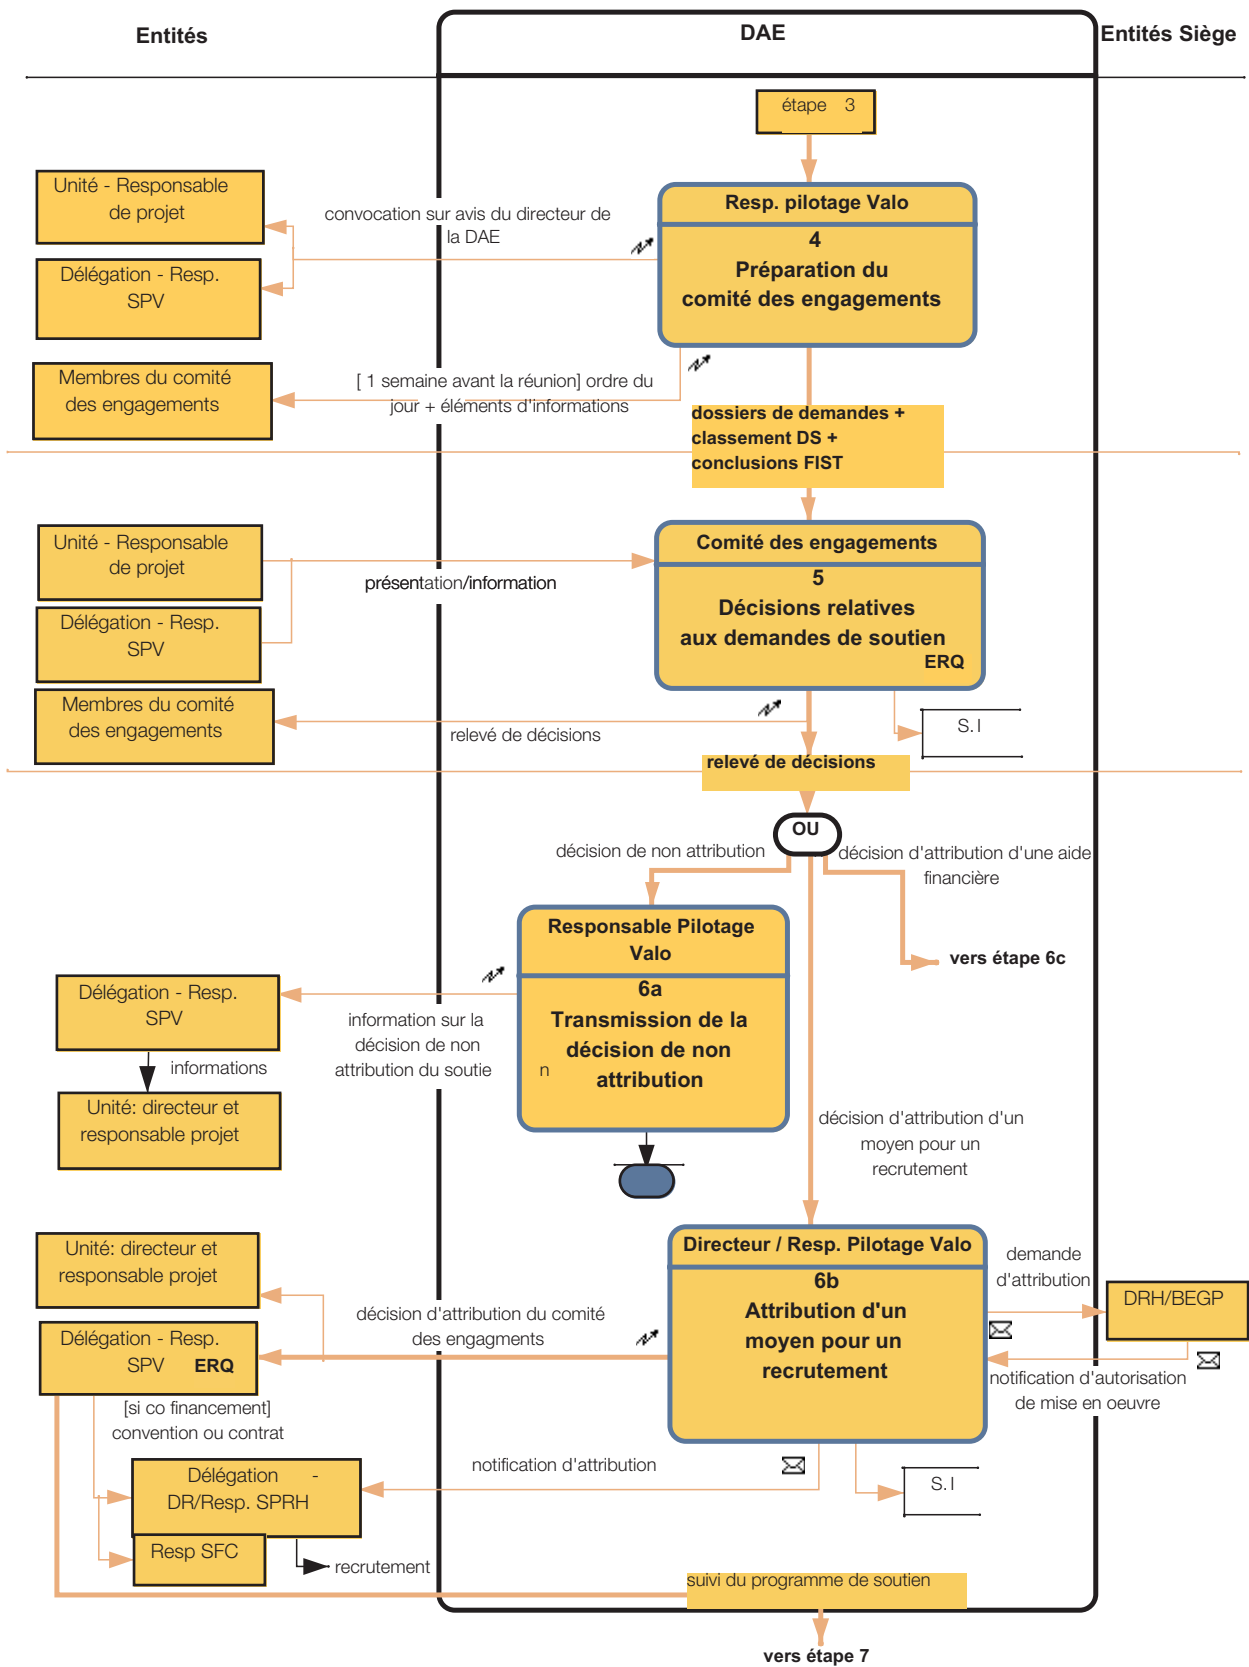 Entités
DAE
Entités Siège
étape 3
Unité - Responsable
de projet
convocation sur avis du directeur de
la DAE
Délégation - Resp.
SPV
Resp. pilotage Valo
4
Préparation du
comité des engagements
Membres du comité
des engagements
[ 1 semaine avant la réunion] ordre du
jour + éléments d'informations
dossiers de demandes +
classement DS +
conclusions FIST
Unité - Responsable
de projet
présentation/information
Délégation - Resp.
SPV
Comité des engagements
5
Décisions relatives
aux demandes de soutien
ERQ
Membres du comité
des engagements
relevé de décisions
S.I
relevé de décisions
OU
décision de non attribution
décision d'attribution d'une aide
financière
vers étape 6c
Responsable Pilotage
Valo
6a
Transmission de la
décision de non
attribution
Délégation - Resp.
SPV
information sur la
décision de non
attribution du soutie n
informations
Unité: directeur et
responsable projet
décision d'attribution d'un
moyen pour un
recrutement
Directeur / Resp. Pilotage Valo
6b
Attribution d'un
moyen pour un
recrutement
demande
d'attribution
DRH/BEGP
notification d'autorisation
de mise en oeuvre
Unité: directeur et
responsable projet
décision d'attribution du comité
des engagments
Délégation - Resp.
SPV ERQ
[si co financement]
convention ou contrat
Délégation -
DR/Resp. SPRH
notification d'attribution
S.I
Resp SFC
recrutement
suivi du programme de soutien
vers étape 7